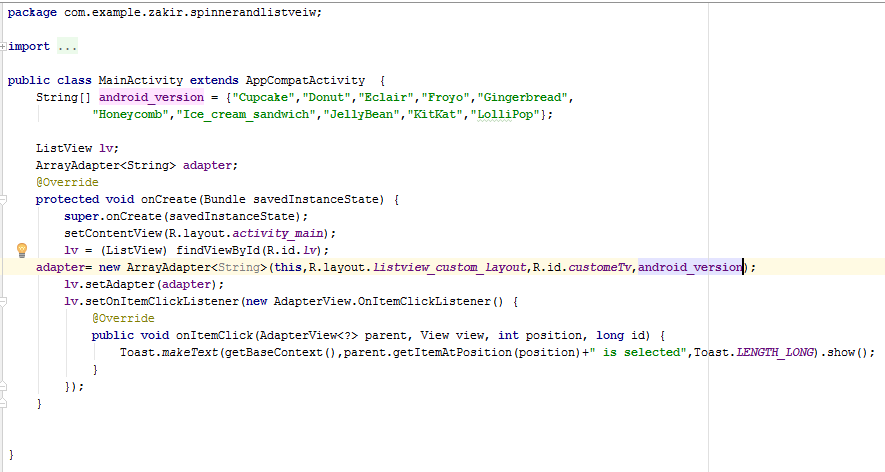 package com.example.zakir.spinnerandlistveiw;
import ...
public class MainActivity extends AppCompatActivity {
String[] android_version = {"Cupcake","Donut","Eclair","Froyo","Gingerbread",
"Honeycomb","Ice_cream_sandwich","JellyBean","KitKat","LolliPop"};
ListView lv;
ArrayAdapter<String> adapter;
@Override
protected void onCreate(Bundle savedInstanceState) {
super.onCreate(savedInstanceState);
setContentView(R.layout.activity_main);
lv = (ListView) findViewById(R.id.lv);
adapter= new ArrayAdapter<String>(this,R.layout.listview_custom_layout,R.id.customeTv,android_version);
lv.setAdapter(adapter);
lv.setOnItemClickListener(new AdapterView.OnItemClickListener() {
@Override
public void onItemClick(AdapterView<?> parent, View view, int position, long id) {
Toast.makeText(getBaseContext(),parent.getItemAtPosition(position)+" is selected",Toast.LENGTH_LONG).show();
}
});
}
}